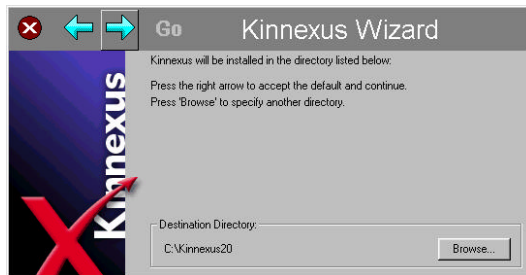 Go
Kinnexus Wizard
Kinnexus will be installed in the directory listed below:
Press the right arrow to accept the default and continue.
Press 'Browse' to specify another directory.
Kinnexus
Destination Directory:
C:\Kinnexus20
Browse...